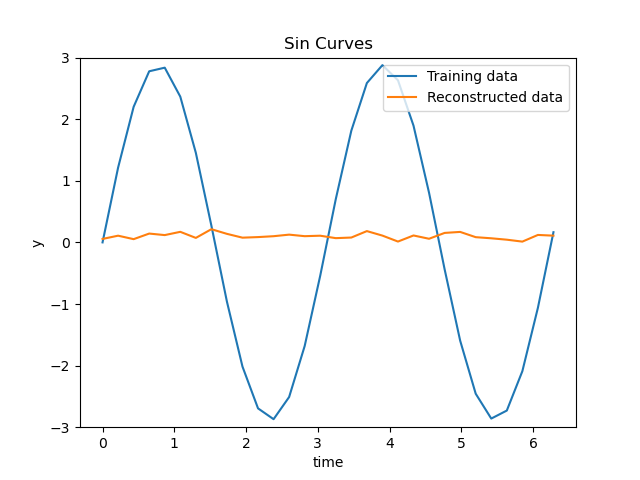 Sin Curves
Training data
Reconstructed data
3
2
1
0
−1
−2
−3
y
0 1 2 3 4 5 6
time